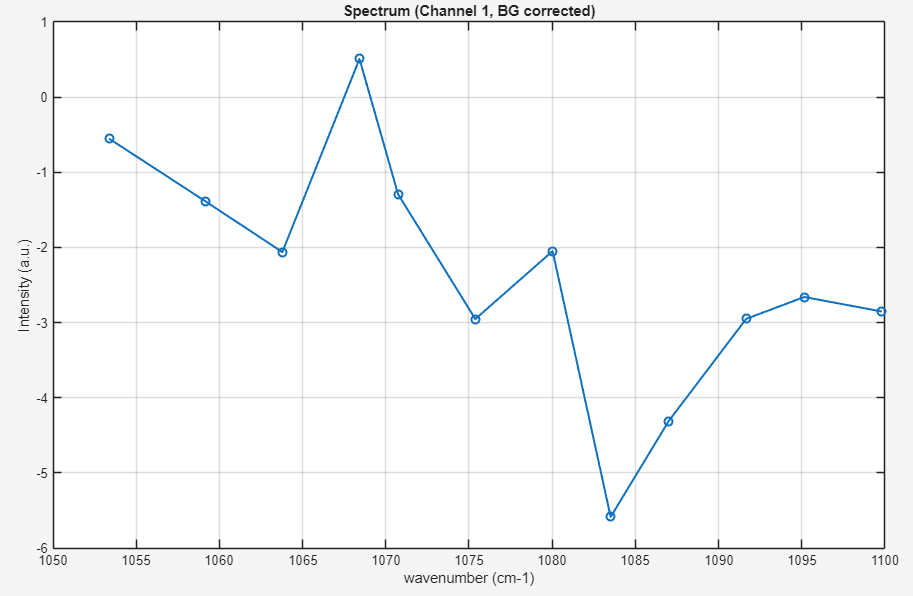 Spectrum (Channel 1, BG corrected)
1
0
-1
-2
-3
-4
-5
-6
Intensity (a.u.)
1050 1055 1060 1065 1070 1075 1080 1085 1090 1095 1100
wavenumber (cm-1)